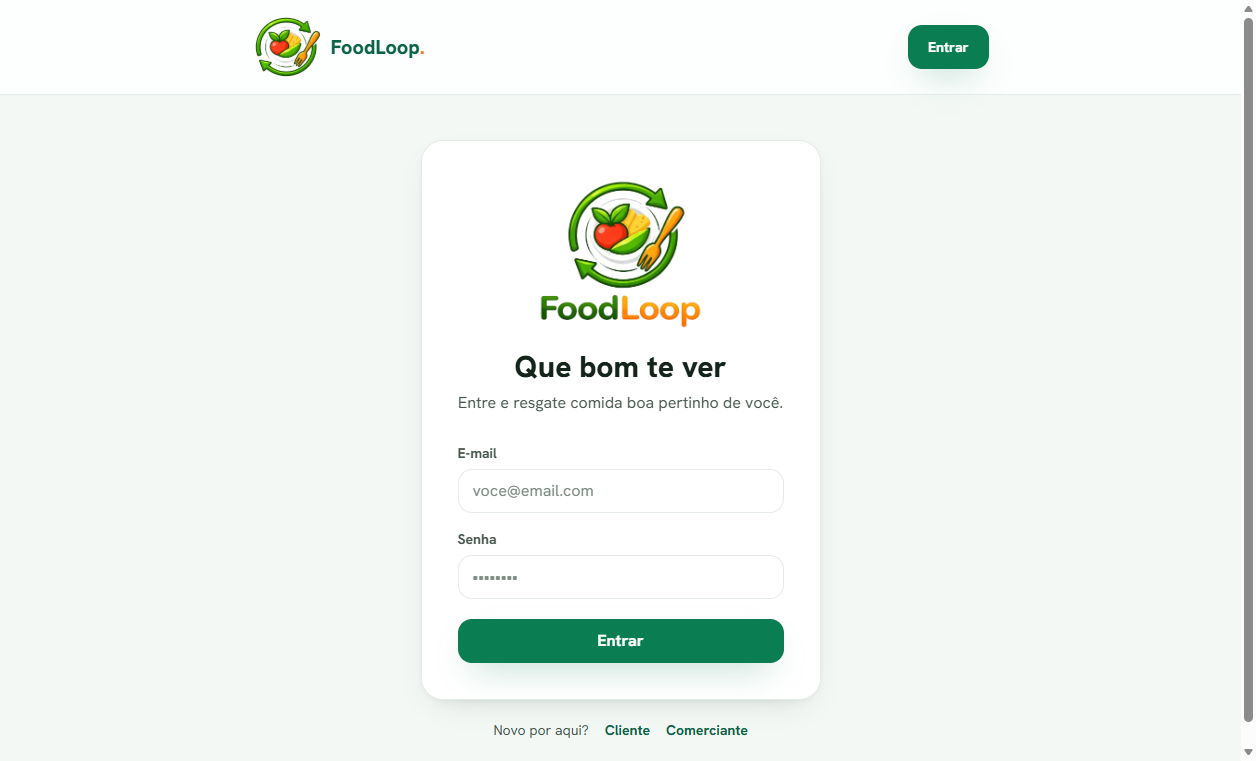 FoodLoop.
Entrar
FoodLoop
Que bom te ver
Entre e resgate comida boa pertinho de você.
E-mail
voce@email.com
Senha
••••••••
Entrar
Novo por aqui? Cliente Comerciante